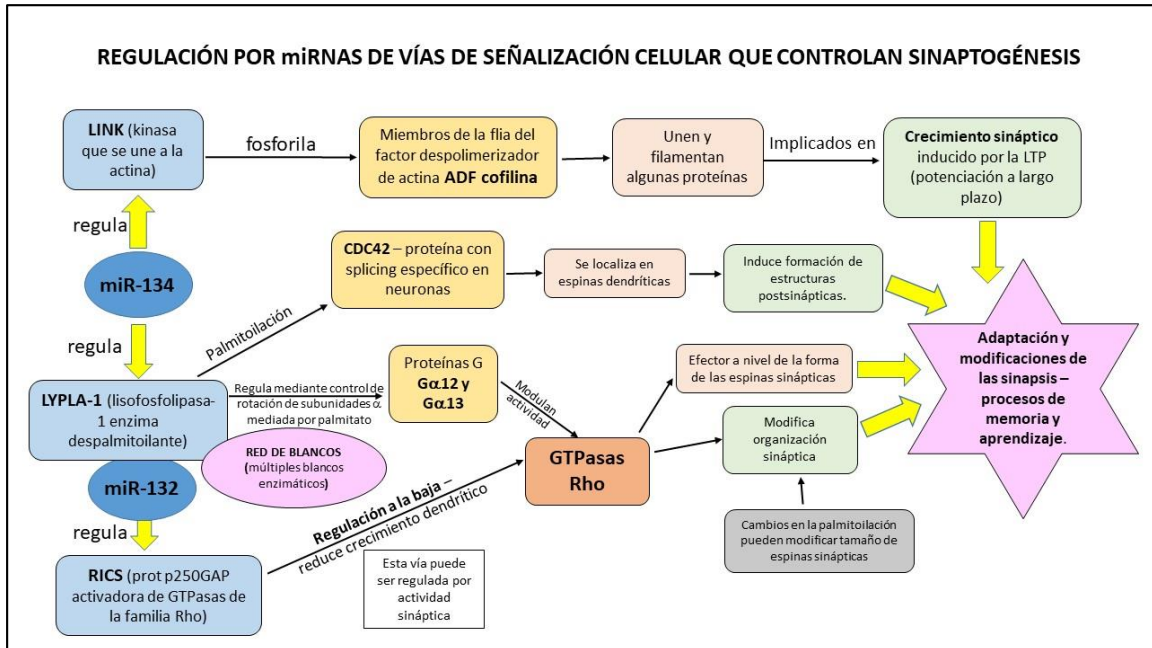 REGULACIÓN POR miRNAS DE VÍAS DE SEÑALIZACIÓN CELULAR QUE CONTROLAN SINAPTOGÉNESIS
LINK (kinasa
que se une a la
actina)
fosforila
Miembros de la flia del
factor despolimerizador
de actina ADF cofilina
Unen y
filamentan
algunas proteínas
Implicados en
Crecimiento sináptico
inducido por la LTP
(potenciación a largo
plazo)
regula
miR-134
regula
Palmitoilación
CDC42 – proteína con
splicing específico en
neuronas
Se localiza en
espinas dendríticas
Induce formación de
estructuras
postsinápticas.
Adaptación y
modificaciones de
las sinapsis –
procesos de
memoria y
aprendizaje.
LYPLA-1 (lisofosfolipasa-
1 enzima
despalmitoilante)
Regula mediante control de
rotación de subunidades α
mediada por palmitato
Proteínas G
Gα12 y
Gα13
Modulan
actividad
Efector a nivel de la forma
de las espinas sinápticas
RED DE BLANCOS
(múltiples blancos
enzimáticos)
GTPasas
Rho
Modifica
organización
sináptica
miR-132
regula
Regulación a la baja –
reduce crecimiento dendrítico
Cambios en la palmitoilación
pueden modificar tamaño de
espinas sinápticas
RICS (prot p250GAP
activadora de GTPasas de
la familia Rho)
Esta vía puede
ser regulada por
actividad
sináptica